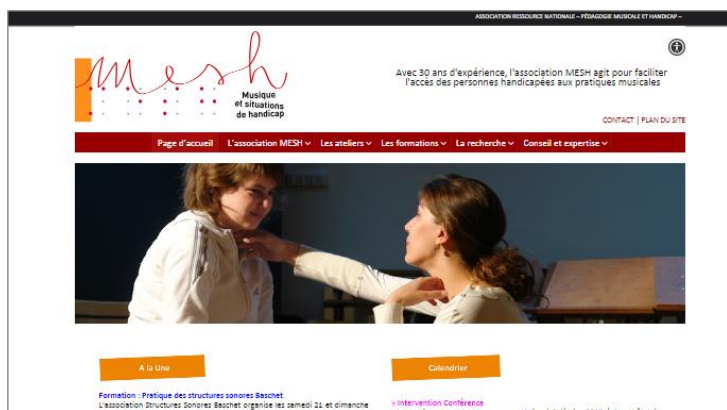 ASSOCIATION RESSOURCE NATIONALE – PÉDAGOGIE MUSICALE ET HANDICAP –
mesh
Musique
et situations
de handicap
Avec 30 ans d'expérience, l'association MESH agit pour faciliter
l'accès des personnes handicapées aux pratiques musicales
CONTACT | PLAN DU SITE
Page d'accueil L'association MESH Les ateliers Les formations La recherche Conseil et expertise
A la Une
Calendrier
Formation : Pratique des structures sonores Baschet
L'association Structures Sonores Baschet organise les samedi 21 et dimanche
> Intervention Conférence